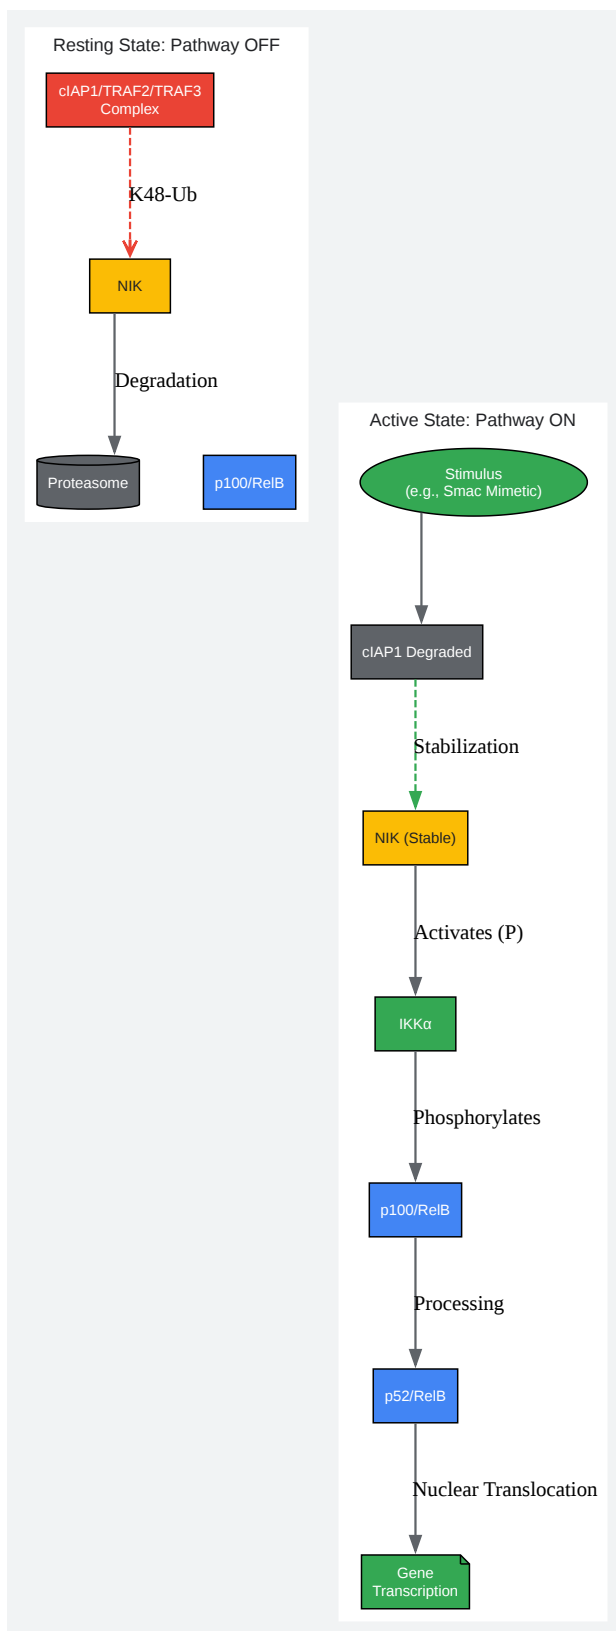 Resting State: Pathway OFF
cIAP1/TRAF2/TRAF3
Complex
K48-Ub
NIK
Degradation
Proteasome
p100/RelB
Active State: Pathway ON
Stimulus
(e.g., Smac Mimetic)
cIAP1 Degraded
Stabilization
NIK (Stable)
Activates (P)
IKKα
Phosphorylates
p100/RelB
Processing
p52/RelB
Nuclear Translocation
Gene
Transcription